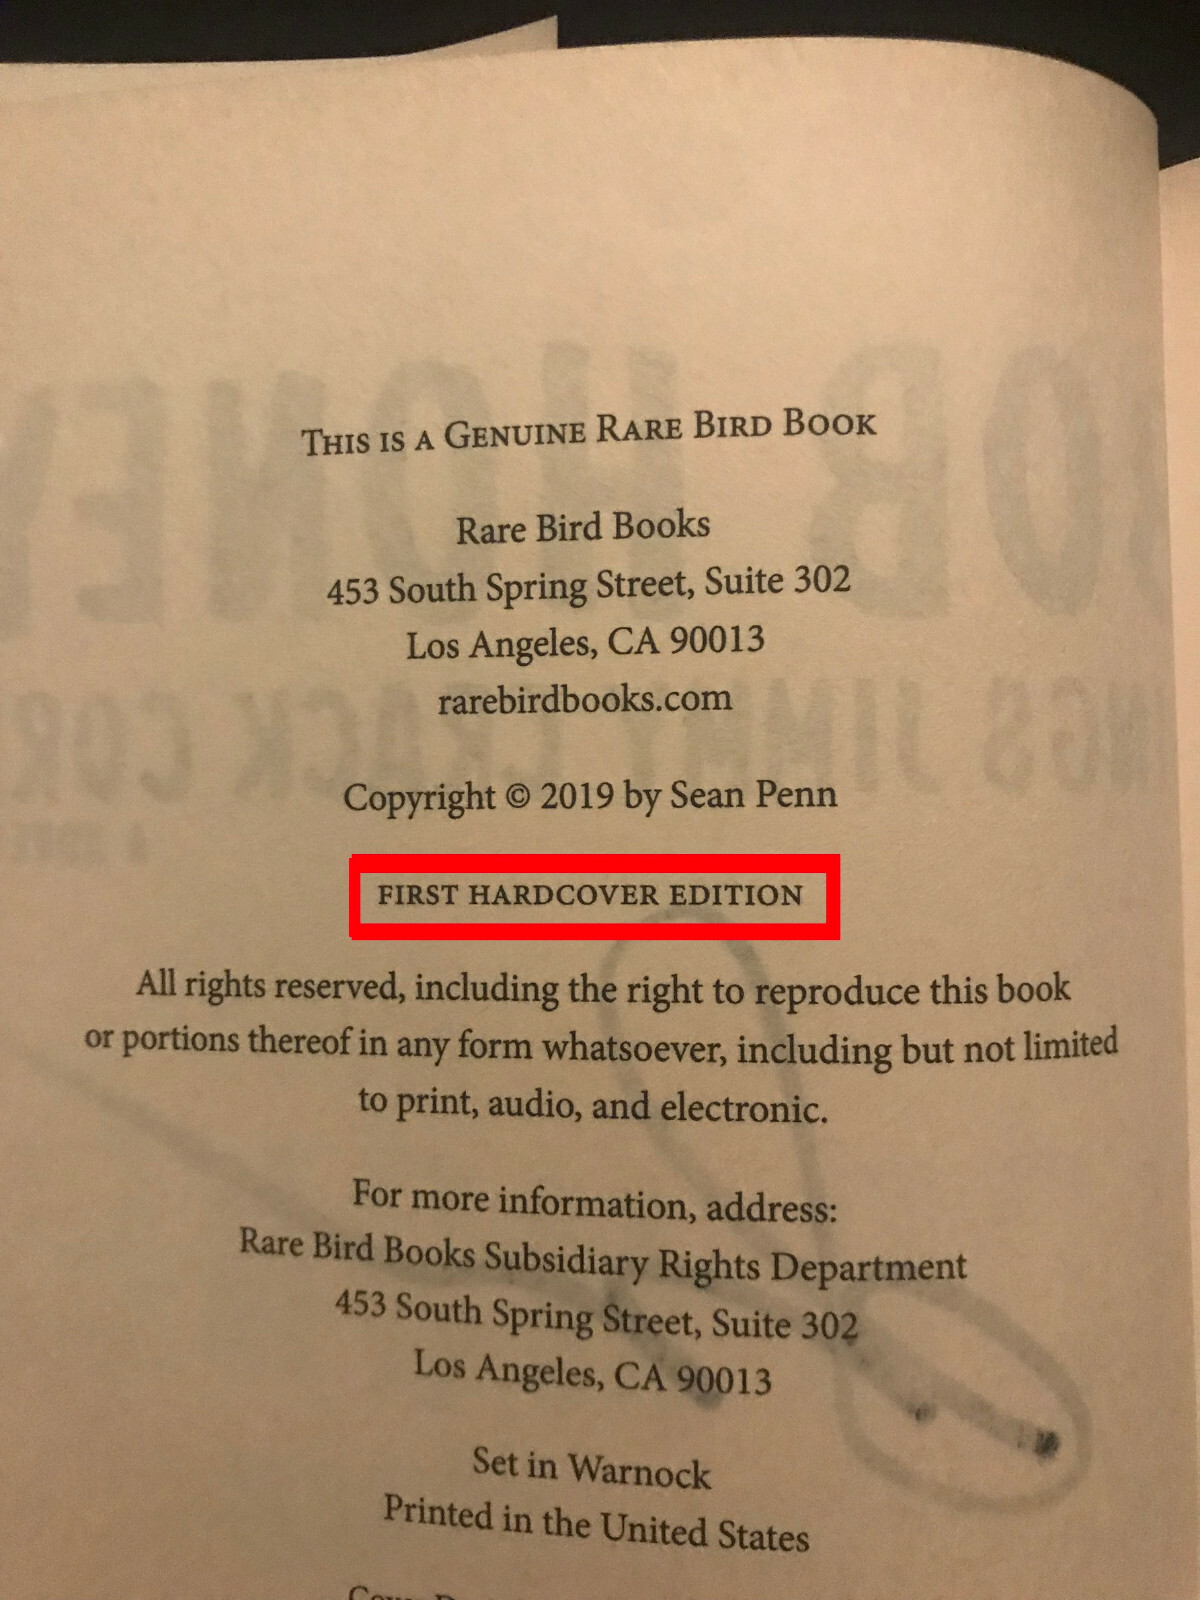 THIS IS A GENUINE RARE BIRD BOOK
Rare Bird Books
453 South Spring Street, Suite 302
Los Angeles, CA 90013
rarebirdbooks.com
Copyright © 2019 by Sean Penn
FIRST HARDCOVER EDITION
All rights reserved, including the right to reproduce this book
or portions thereof in any form whatsoever, including but not limited
to print, audio, and electronic.
For more information, address:
Rare Bird Books Subsidiary Rights Department
453 South Spring Street, Suite 302
Los Angeles, CA 90013
Set in Warnock
Printed in the United States